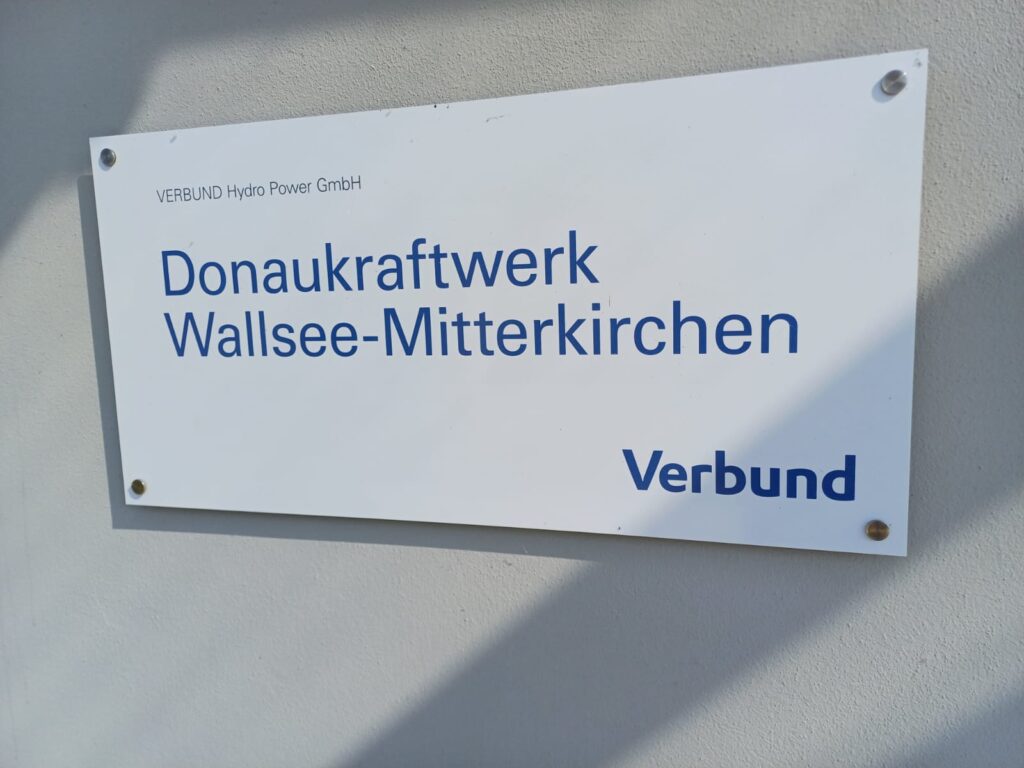 VERBUND Hydro Power GmbH
Donaukraftwerk
Wallsee-Mitterkirchen
Verbund